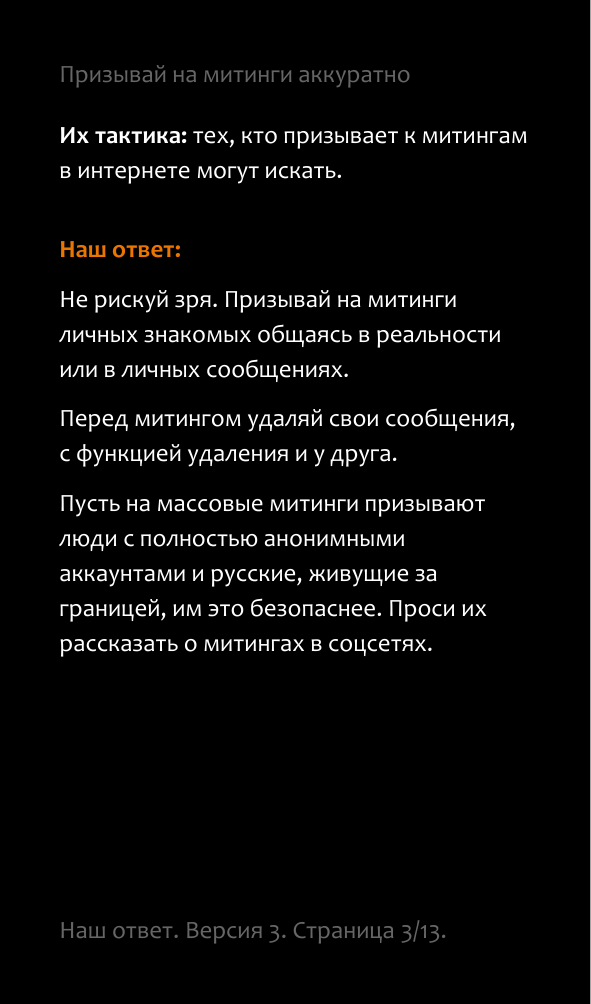 Призывай на митинги аккуратно
Их тактика: тех, кто призывает к митингам
в интернете могут искать.
Наш ответ:
Не рискуй зря. Призывай на митинги
личных знакомых общаясь в реальности
или в личных сообщениях.
Перед митингом удаляй свои сообщения,
с функцией удаления и у друга.
Пусть на массовые митинги призывают
люди с полностью анонимными
аккаунтами и русские, живущие за
границей, им это безопаснее. Проси их
рассказать о митингах в соцсетях.
Наш ответ. Версия 3. Страница 3/13.